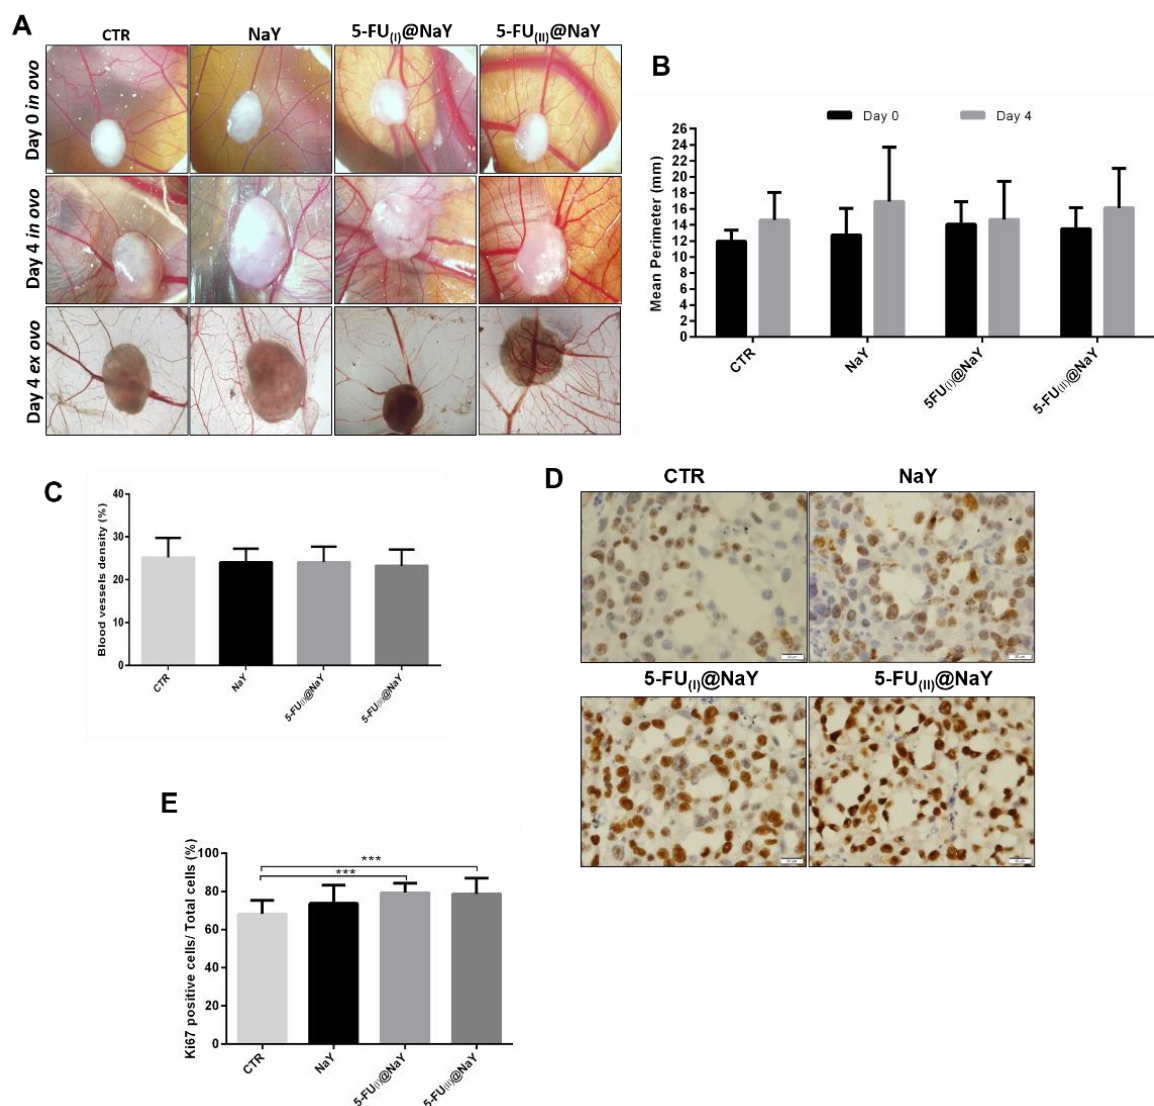 A
CTR NaY 5-FU(I)@NaY 5-FU(II)@NaY
Day 0 in ovo
Day 4 in ovo
Day 4 ex ovo
B
Day 0 Day 4
Mean Perimeter (mm)
26
24
22
20
18
16
14
12
10
8
6
4
2
0
CTR NaY 5FU(I)@NaY 5-FU(II)@NaY
C
Blood vessels density (%)
40
30
20
10
0
CTR NaY 5-FU(I)@NaY 5-FU(II)@NaY
D
CTR NaY
5-FU(I)@NaY 5-FU(II)@NaY
E
Ki67 positive cells/ Total cells (%)
100
80
60
40
20
0
***
***
CTR NaY 5-FU(I)@NaY 5-FU(II)@NaY